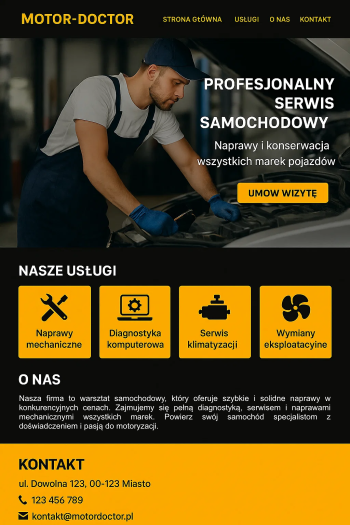 MOTOR-DOCTOR
STRONA GŁÓWNA USŁUGI O NAS KONTAKT
PROFESJONALNY
SERWIS
SAMOCHODOWY
Naprawy i konserwacja
wszystkich marek pojazdów
UMOW WIZYTĘ
NASZE USŁUGI
Naprawy
mechaniczne
Diagnostyka
komputerowa
Serwis
klimatyzacji
Wymiany
eksploatacyine
O NAS
Nasza firma to warsztat samochodowy, który oferuje szybkie i solidne naprawy w
konkurencyjnych cenach. Zajmujemy się pełną diagnostyką, serwisem i naprawami
mechanicznymi wszystkich marek. Powierz swój samochód specjalistom z
doświadczeniem i pasją do motoryzacji.
KONTAKT
ul. Dowolna 123, 00-123 Miasto
123 456 789
kontakt@motordoctor.pl